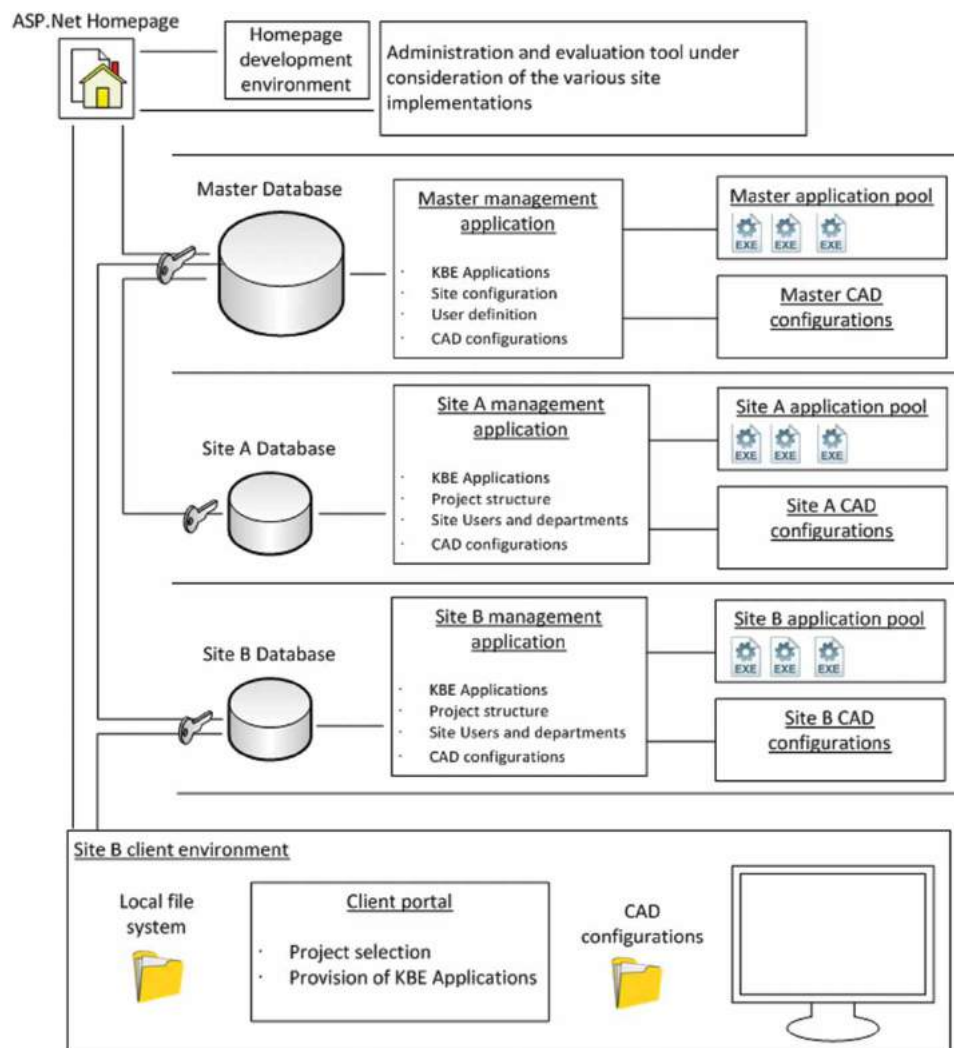 ASP.Net Homepage
Homepage
development
environment
Administration and evaluation tool under
consideration of the various site
implementations
Master Database
Master management
application
· KBE Applications
· Site configuration
· User definition
· CAD configurations
Master application pool
EXE EXE EXE
Master CAD
configurations
Site A Database
Site A management
application
· KBE Applications
· Project structure
· Site Users and departments
· CAD configurations
Site A application pool
EXE EXE EXE
Site A CAD
configurations
Site B Database
Site B management
application
· KBE Applications
· Project structure
· Site Users and departments
· CAD configurations
Site B application pool
EXE EXE EXE
Site B CAD
configurations
Site B client environment
Local file
system
Client portal
· Project selection
· Provision of KBE Applications
CAD
configurations